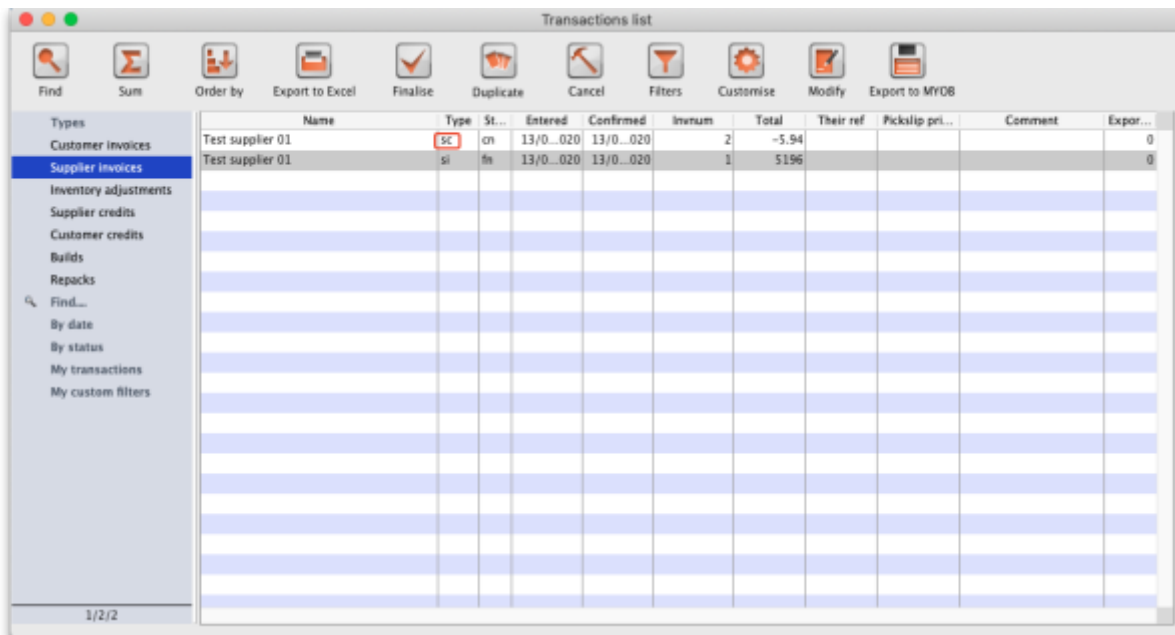 Transactions list
Find Sum Order by Export to Excel Finalise Duplicate Cancel Filters Customise Modify Export to MYOB
Types
Customer invoices
Supplier invoices
Inventory adjustments
Supplier credits
Customer credits
Builds
Repacks
Find...
By date
By status
My transactions
My custom filters
1/2/2
Name Type St... Entered Confirmed Invnum Total Their ref Pickslip pri... Comment Expor...
Test supplier 01 sc cn 13/0...020 13/0...020 2 -5.94 0
Test supplier 01 si fn 13/0...020 13/0...020 1 5196 0